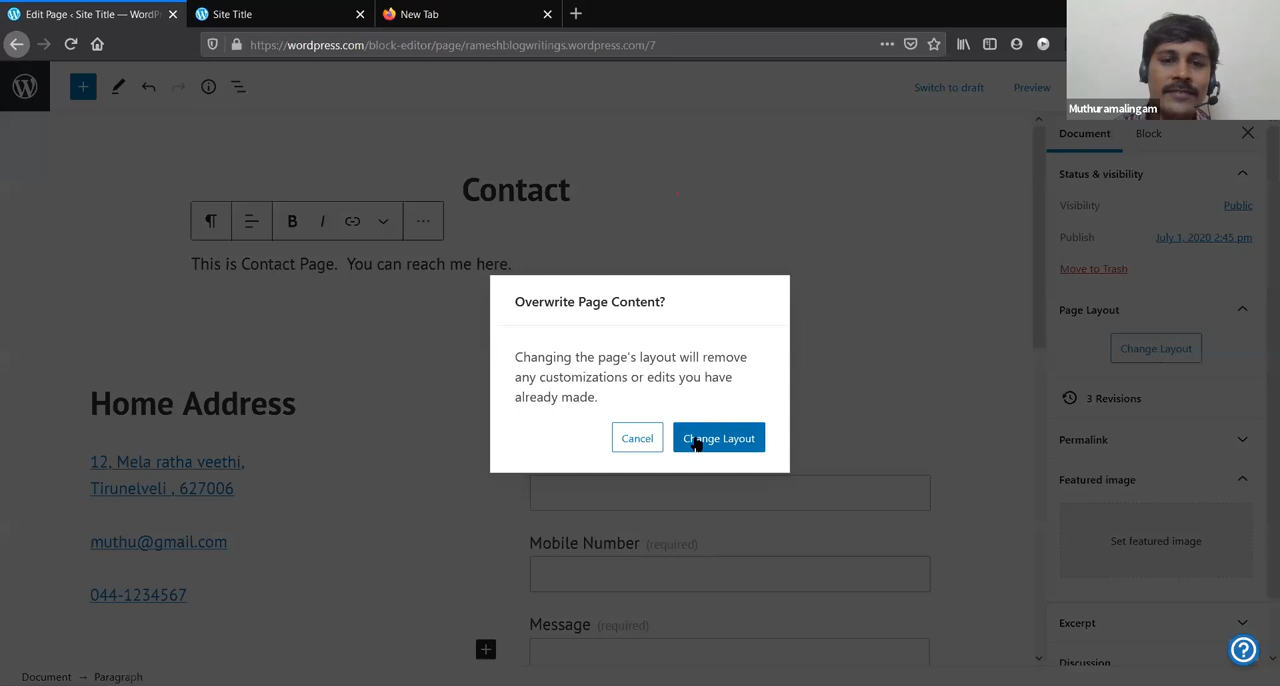 Edit Page ‹ Site Title — WordP
Site Title
New Tab
https://wordpress.com/block-editor/page/rameshblogwritings.wordpress.com/7
Switch to draft
Preview
Muthuramalingam
Document
Block
Contact
Status & visibility
Visibility
Public
B I
Publish
July 1, 2020 2:45 pm
This is Contact Page. You can reach me here.
Move to Trash
Overwrite Page Content?
Page Layout
Changing the page's layout will remove
any customizations or edits you have
already made.
Change Layout
Home Address
3 Revisions
Cancel
Change Layout
Permalink
12, Mela ratha veethi,
Tirunelveli , 627006
Featured image
muthu@gmail.com
Mobile Number (required)
Set featured image
044-1234567
Message (required)
Excerpt
Discussion
Document → Paragraph